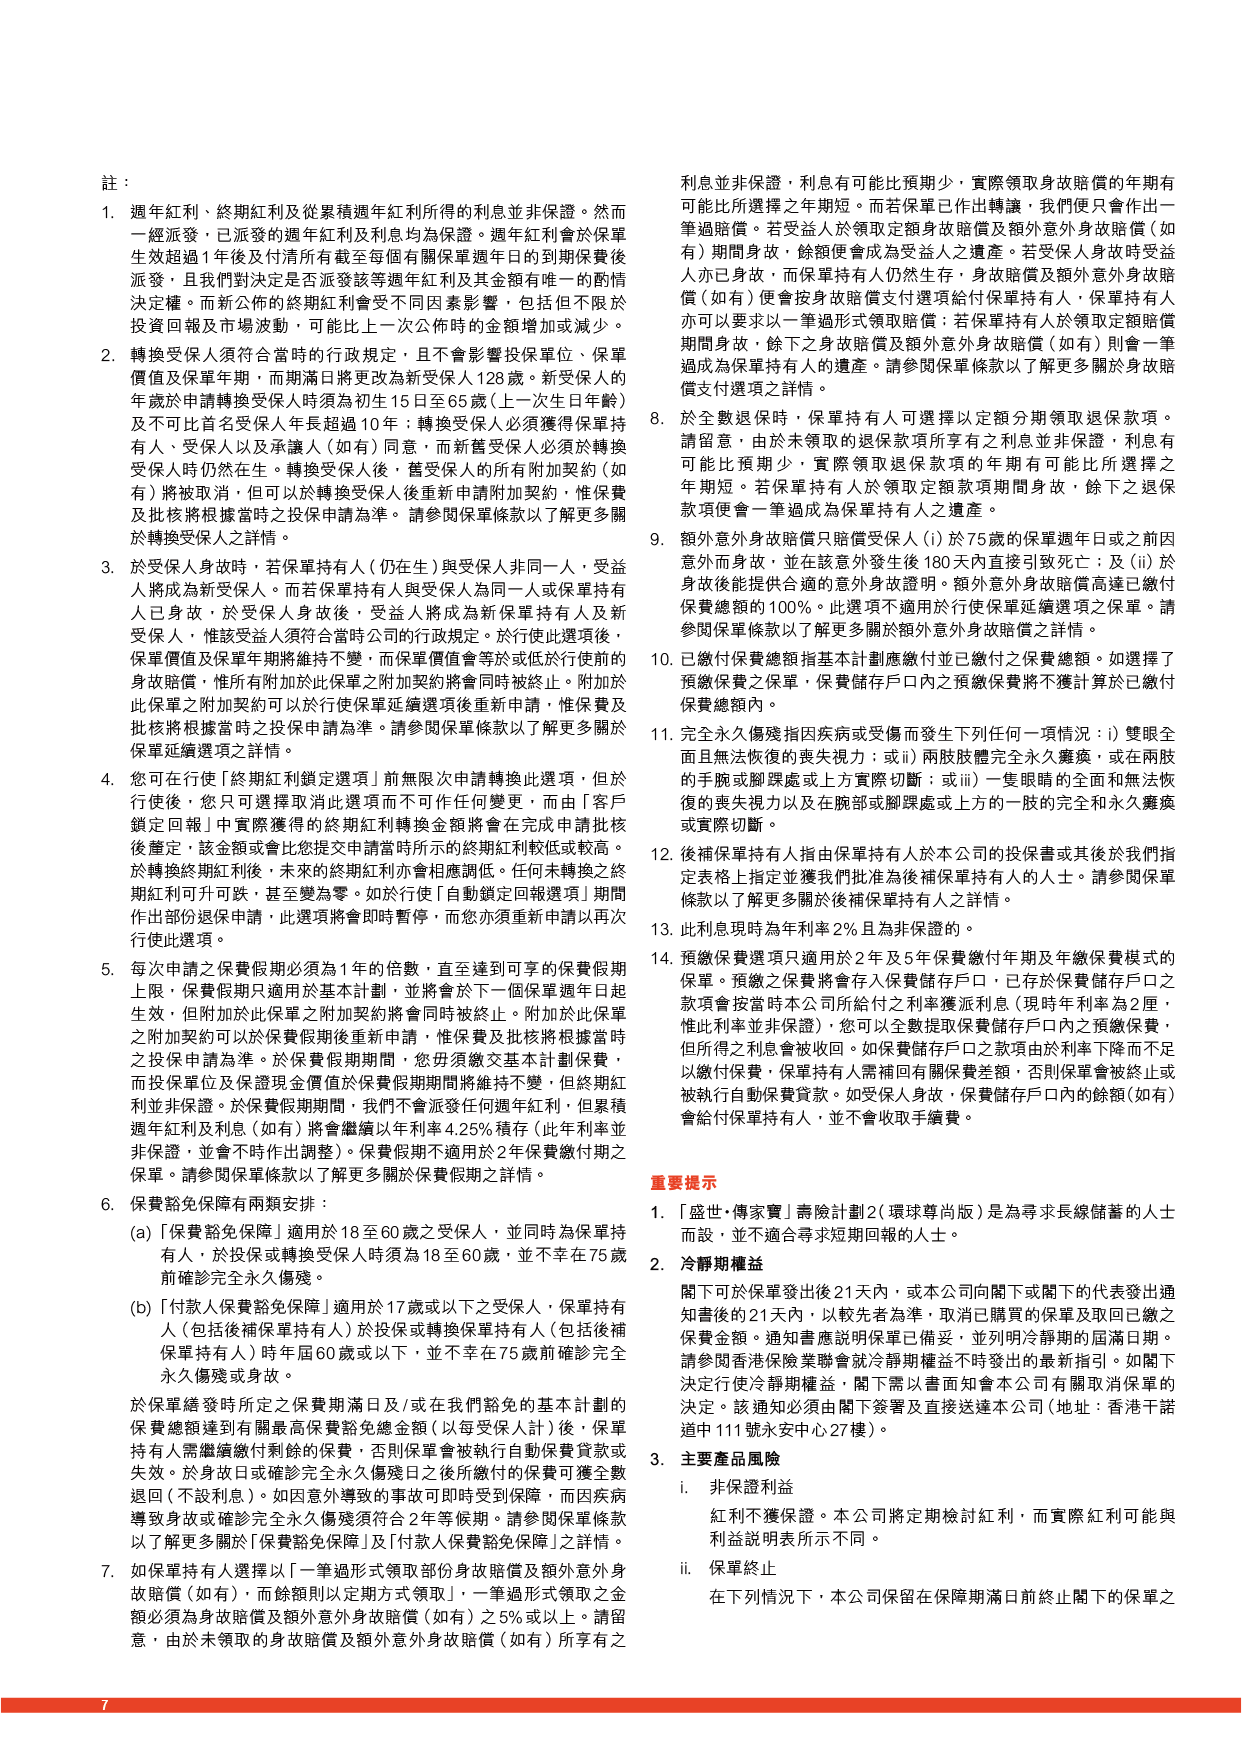 註：
1. 週年紅利、終期紅利及從累積週年紅利所得的利息並非保證。然而
一經派發，已派發的週年紅利及利息均為保證。週年紅利會於保單
生效超過1年後及付清所有截至每個有關保單週年日的到期保費後
派發，且我們對決定是否派發該等週年紅利及其金額有唯一的酌情
決定權。而新公佈的終期紅利會受不同因素影響，包括但不限於
投資回報及市場波動，可能比上一次公佈時的金額增加或減少。
2. 轉換受保人須符合當時的行政規定，且不會影響投保單位、保單
價值及保單年期，而期滿日將更改為新受保人128歲。新受保人的
年歲於申請轉換受保人時須為初生15日至65歲（上一次生日年齡）
及不可比首名受保人年長超過10年；轉換受保人必須獲得保單持
有人、受保人以及承讓人（如有）同意，而新舊受保人必須於轉換
受保人時仍然在生。轉換受保人後，舊受保人的所有附加契約（如
有）將被取消，但可以於轉換受保人後重新申請附加契約，惟保費
及批核將根據當時之投保申請為準。 請參閱保單條款以了解更多關
於轉換受保人之詳情。
3. 於受保人身故時，若保單持有人（仍在生）與受保人非同一人，受益
人將成為新受保人。而若保單持有人與受保人為同一人或保單持有
人已身故，於受保人身故後，受益人將成為新保單持有人及新
受保人，惟該受益人須符合當時公司的行政規定。於行使此選項後，
保單價值及保單年期將維持不變，而保單價值會等於或低於行使前的
身故賠償，惟所有附加於此保單之附加契約將會同時被終止。附加於
此保單之附加契約可以於行使保單延續選項後重新申請，惟保費及
批核將根據當時之投保申請為準。請參閱保單條款以了解更多關於
保單延續選項之詳情。
4. 您可在行使「終期紅利鎖定選項」前無限次申請轉換此選項，但於
行使後，您只可選擇取消此選項而不可作任何變更，而由「客戶
鎖定回報」中實際獲得的終期紅利轉換金額將會在完成申請批核
後釐定，該金額或會比您提交申請當時所示的終期紅利較低或較高。
於轉換終期紅利後，未來的終期紅利亦會相應調低。任何未轉換之終
期紅利可升可跌，甚至變為零。如於行使「自動鎖定回報選項」期間
作出部份退保申請，此選項將會即時暫停，而您亦須重新申請以再次
行使此選項。
5. 每次申請之保費假期必須為1年的倍數，直至達到可享的保費假期
上限，保費假期只適用於基本計劃，並將會於下一個保單週年日起
生效，但附加於此保單之附加契約將會同時被終止。附加於此保單
之附加契約可以於保費假期後重新申請，惟保費及批核將根據當時
之投保申請為準。於保費假期期間，您毋須繳交基本計劃保費，
而投保單位及保證現金價值於保費假期期間將維持不變，但終期紅
利並非保證。於保費假期期間，我們不會派發任何週年紅利，但累積
週年紅利及利息（如有）將會繼續以年利率4.25%積存（此年利率並
非保證，並會不時作出調整）。保費假期不適用於2年保費繳付期之
保單。請參閱保單條款以了解更多關於保費假期之詳情。
6. 保費豁免保障有兩類安排：
(a)「保費豁免保障」適用於18至60歲之受保人，並同時為保單持
有人，於投保或轉換受保人時須為18至60歲，並不幸在75歲
前確診完全永久傷殘。
(b)「付款人保費豁免保障」適用於17歲或以下之受保人，保單持有
人（包括後補保單持有人）於投保或轉換保單持有人（包括後補
保單持有人）時年屆60歲或以下，並不幸在75歲前確診完全
永久傷殘或身故。
於保單繕發時所定之保費期滿日及/或在我們豁免的基本計劃的
保費總額達到有關最高保費豁免總金額（以每受保人計）後，保單
持有人需繼續繳付剩餘的保費，否則保單會被執行自動保費貸款或
失效。於身故日或確診完全永久傷殘日之後所繳付的保費可獲全數
退回（不設利息）。如因意外導致的事故可即時受到保障，而因疾病
導致身故或確診完全永久傷殘須符合2年等候期。請參閱保單條款
以了解更多關於「保費豁免保障」及「付款人保費豁免保障」之詳情。
7. 如保單持有人選擇以「一筆過形式領取部份身故賠償及額外意外身
故賠償（如有），而餘額則以定期方式領取」，一筆過形式領取之金
額必須為身故賠償及額外意外身故賠償（如有）之5%或以上。請留
意，由於未領取的身故賠償及額外意外身故賠償（如有）所享有之
利息並非保證，利息有可能比預期少，實際領取身故賠償的年期有
可能比所選擇之年期短。而若保單已作出轉讓，我們便只會作出一
筆過賠償。若受益人於領取定額身故賠償及額外意外身故賠償（如
有）期間身故，餘額便會成為受益人之遺產。若受保人身故時受益
人亦已身故，而保單持有人仍然生存，身故賠償及額外意外身故賠
償（如有）便會按身故賠償支付選項給付保單持有人，保單持有人
亦可以要求以一筆過形式領取賠償；若保單持有人於領取定額賠償
期間身故，餘下之身故賠償及額外意外身故賠償（如有）則會一筆
過成為保單持有人的遺產。請參閱保單條款以了解更多關於身故賠
償支付選項之詳情。
8. 於全數退保時，保單持有人可選擇以定額分期領取退保款項。
請留意，由於未領取的退保款項所享有之利息並非保證，利息有
可能比預期少，實際領取退保款項的年期有可能比所選擇之
年期短。若保單持有人於領取定額款項期間身故，餘下之退保
款項便會一筆過成為保單持有人之遺產。
9. 額外意外身故賠償只賠償受保人（i）於75歲的保單週年日或之前因
意外而身故，並在該意外發生後180天內直接引致死亡；及（ii）於
身故後能提供合適的意外身故證明。額外意外身故賠償高達已繳付
保費總額的100%。此選項不適用於行使保單延續選項之保單。請
參閱保單條款以了解更多關於額外意外身故賠償之詳情。
10. 已繳付保費總額指基本計劃應繳付並已繳付之保費總額。如選擇了
預繳保費之保單，保費儲存戶口內之預繳保費將不獲計算於已繳付
保費總額內。
11. 完全永久傷殘指因疾病或受傷而發生下列任何一項情況：i）雙眼全
面且無法恢復的喪失視力；或ii）兩肢肢體完全永久癱瘓，或在兩肢
的手腕或腳踝處或上方實際切斷；或iii）一隻眼睛的全面和無法恢
復的喪失視力以及在腕部或腳踝處或上方的一肢的完全和永久癱瘓
或實際切斷。
12. 後補保單持有人指由保單持有人於本公司的投保書或其後於我們指
定表格上指定並獲我們批准為後補保單持有人的人士。請參閱保單
條款以了解更多關於後補保單持有人之詳情。
13. 此利息現時為年利率2%且為非保證的。
14. 預繳保費選項只適用於2年及5年保費繳付年期及年繳保費模式的
保單。預繳之保費將會存入保費儲存戶口，已存於保費儲存戶口之
款項會按當時本公司所給付之利率獲派利息（現時年利率為2厘，
惟此利率並非保證），您可以全數提取保費儲存戶口內之預繳保費，
但所得之利息會被收回。如保費儲存戶口之款項由於利率下降而不足
以繳付保費，保單持有人需補回有關保費差額，否則保單會被終止或
被執行自動保費貸款。如受保人身故，保費儲存戶口內的餘額（如有）
會給付保單持有人，並不會收取手續費。
重要提示
1. 「盛世•傳家寶」壽險計劃2（環球尊尚版）是為尋求長線儲蓄的人士
而設，並不適合尋求短期回報的人士。
2. 冷靜期權益
閣下可於保單發出後21天內，或本公司向閣下或閣下的代表發出通
知書後的21天內，以較先者為準，取消已購買的保單及取回已繳之
保費金額。通知書應說明保單已備妥，並列明冷靜期的屆滿日期。
請參閱香港保險業聯會就冷靜期權益不時發出的最新指引。如閣下
決定行使冷靜期權益，閣下需以書面知會本公司有關取消保單的
決定。該通知必須由閣下簽署及直接送達本公司（地址：香港干諾
道中111號永安中心27樓）。
3. 主要產品風險
i. 非保證利益
紅利不獲保證。本公司將定期檢討紅利，而實際紅利可能與
利益說明表所示不同。
ii. 保單終止
在下列情況下，本公司保留在保障期滿日前終止閣下的保單之
7